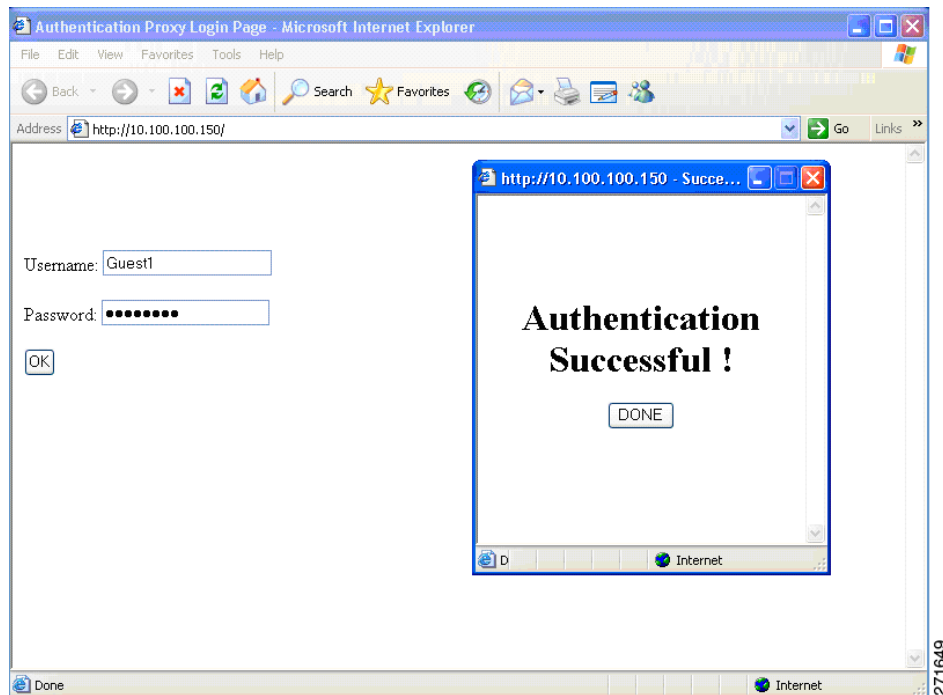 Authentication Proxy Login Page - Microsoft Internet Explorer
File Edit View Favorites Tools Help
Back Search Favorites
Address http://10.100.100.150/ Go Links »
http://10.100.100.150 - Succe...
Username: Guest1
Password: ••••••••
OK
Authentication
Successful !
DONE
D Internet
Done Internet
271649